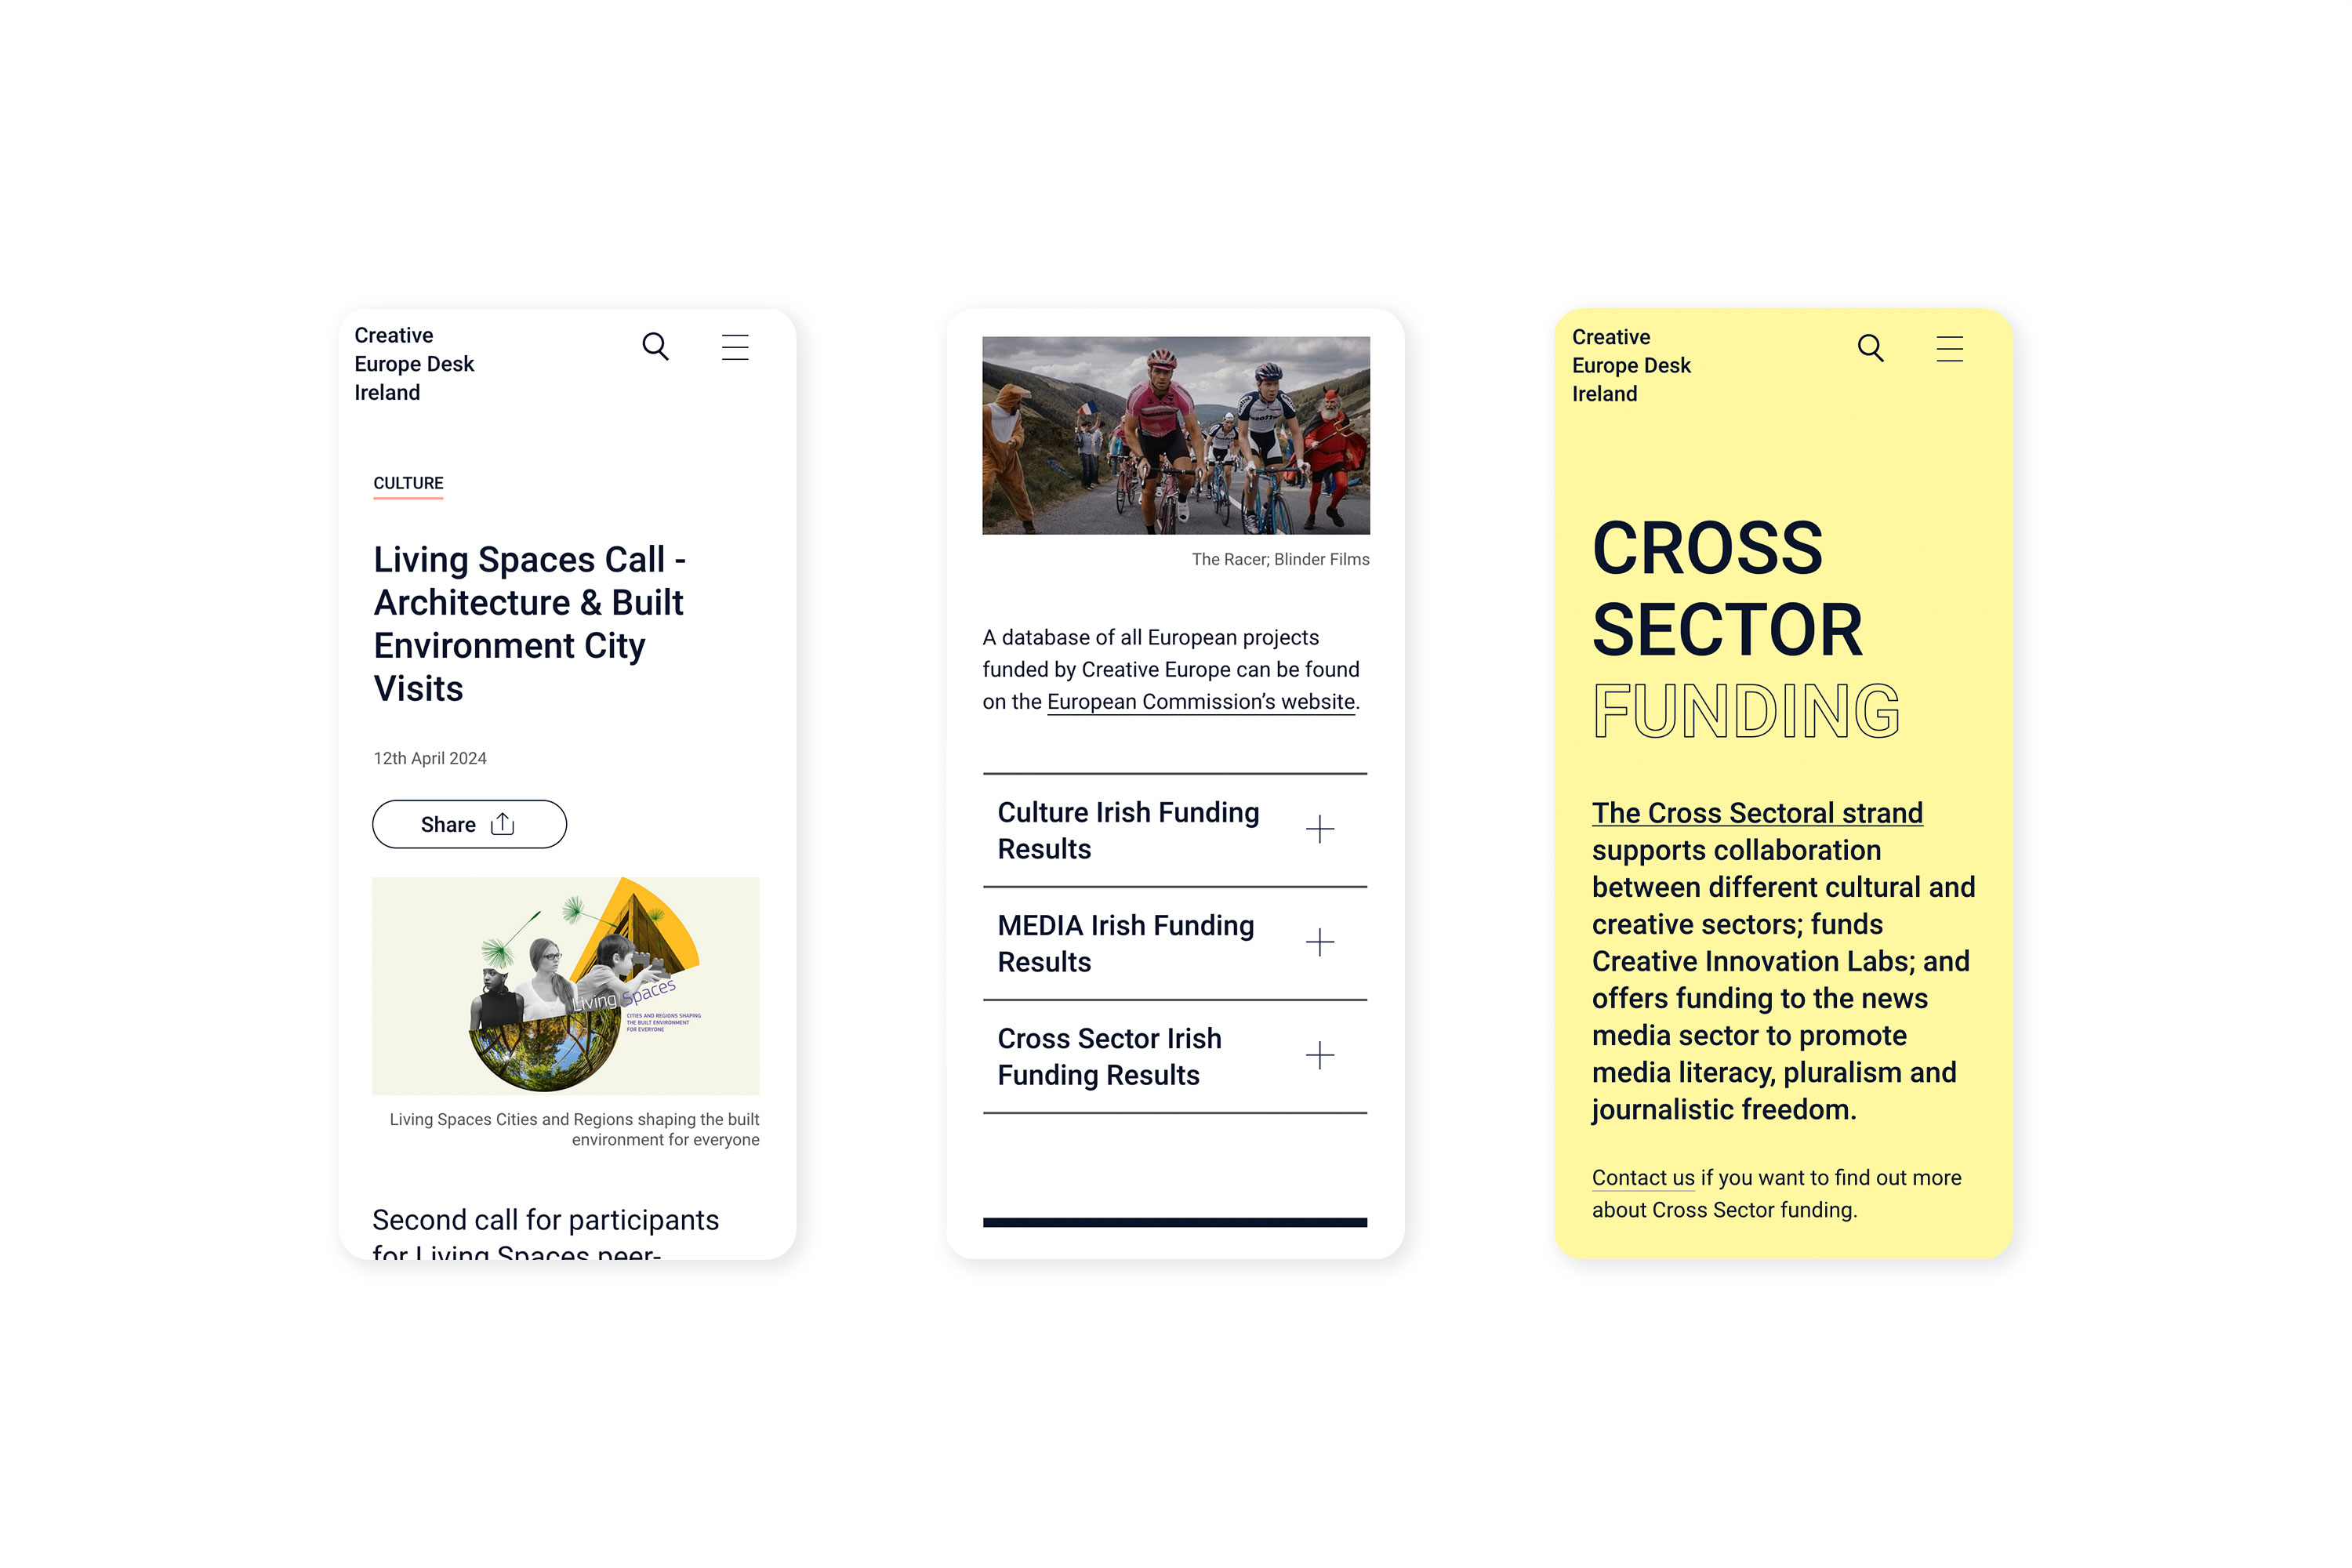 Creative
Europe Desk
Ireland
CULTURE
Living Spaces Call -
Architecture & Built
Environment City
Visits
12th April 2024
Share
Living Spaces
CITIES AND REGIONS SHAPING
THE BUILT ENVIRONMENT
FOR EVERYONE
Living Spaces Cities and Regions shaping the built
environment for everyone
Second call for participants
for Living Spaces peer-
The Racer; Blinder Films
A database of all European projects
funded by Creative Europe can be found
on the European Commission’s website.
Culture Irish Funding
Results
MEDIA Irish Funding
Results
Cross Sector Irish
Funding Results
Creative
Europe Desk
Ireland
CROSS
SECTOR
FUNDING
The Cross Sectoral strand
supports collaboration
between different cultural and
creative sectors; funds
Creative Innovation Labs; and
offers funding to the news
media sector to promote
media literacy, pluralism and
journalistic freedom.
Contact us if you want to find out more
about Cross Sector funding.